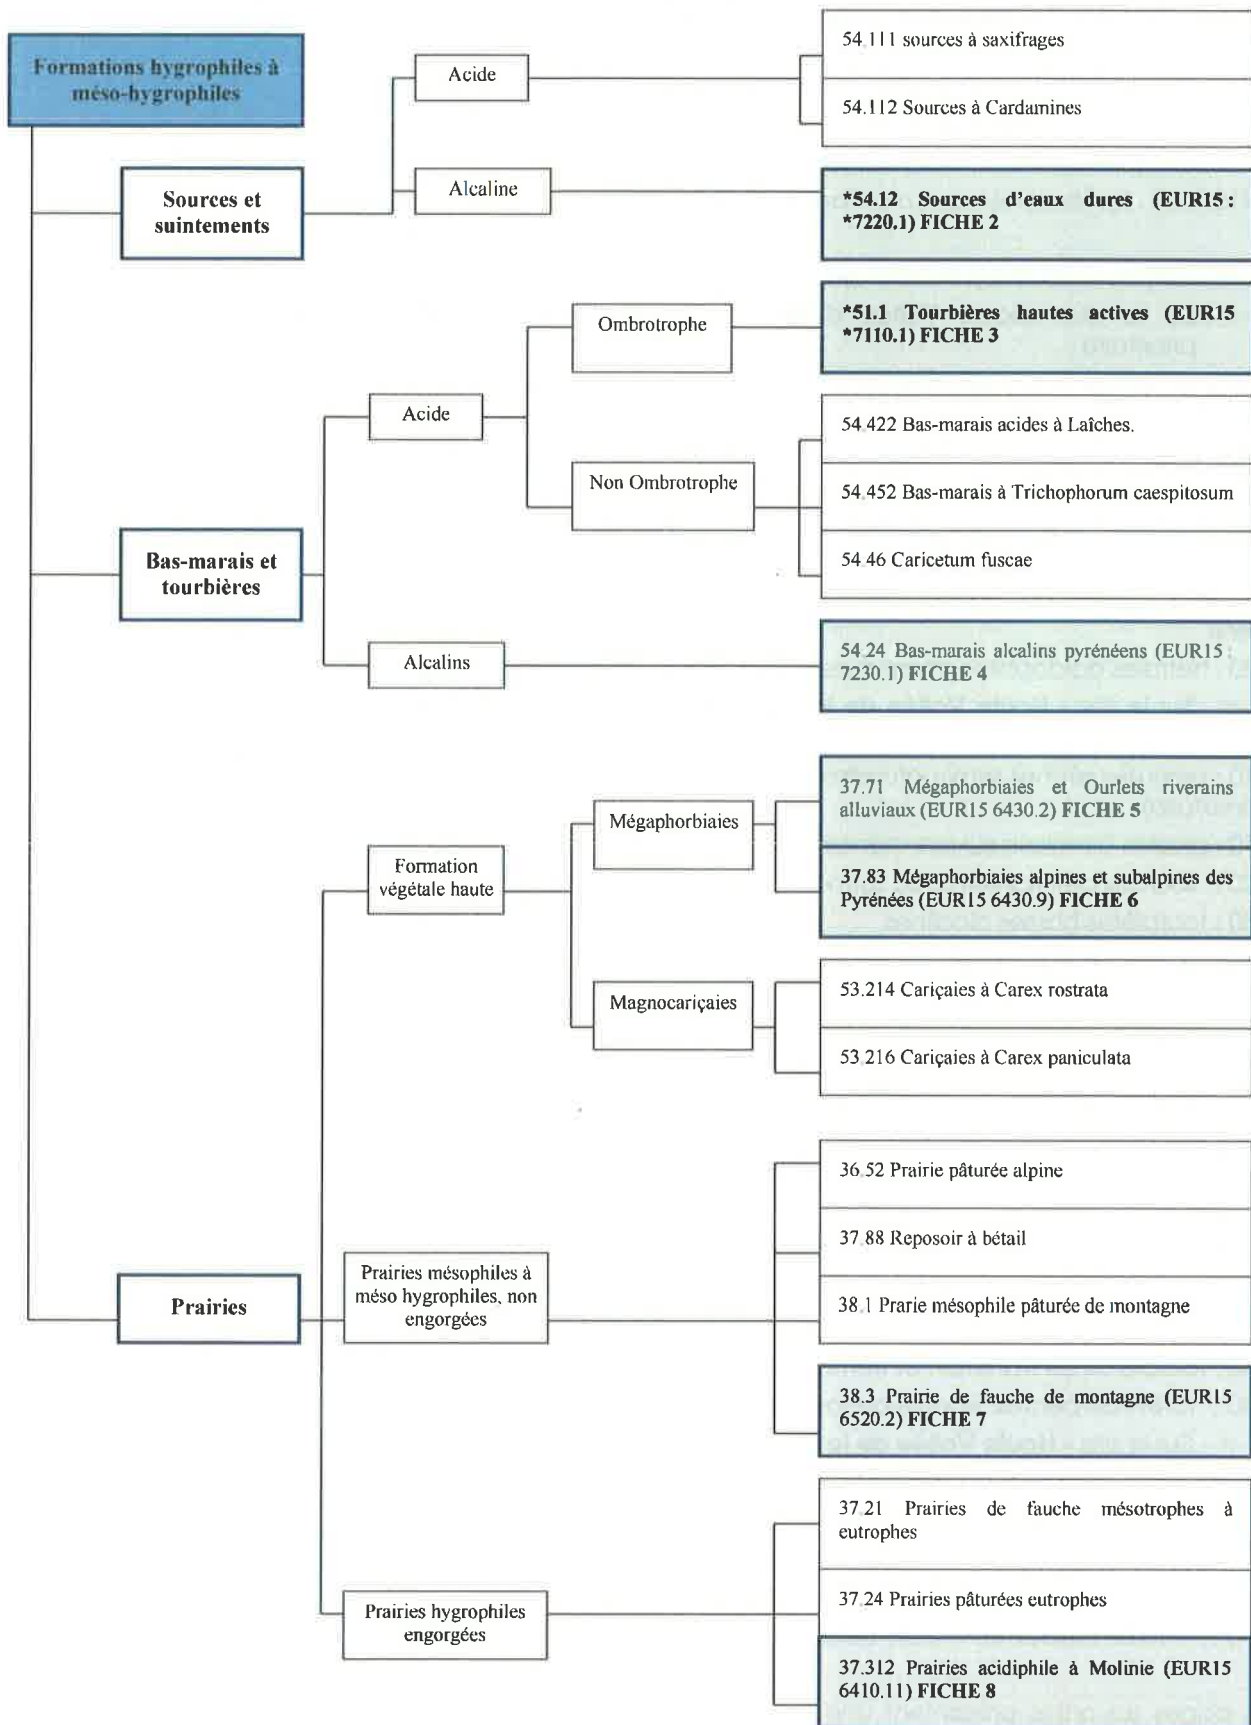 Formations hygrophiles à
méso-hygrophiles
Sources et
suintements
Acide
54.111 sources à saxifrages
54.112 Sources à Cardamines
Alcaline
*54.12 Sources d'eaux dures (EUR15 :
*7220.1) FICHE 2
Bas-marais et
tourbières
Acide
Ombrotrophe
*51.1 Tourbières hautes actives (EUR15
*7110.1) FICHE 3
Non Ombrotrophe
54.422 Bas-marais acides à Laîches.
54.452 Bas-marais à Trichophorum caespitosum
54.46 Caricetum fuscae
Alcalins
54.24 Bas-marais alcalins pyrénéens (EUR15 :
7230.1) FICHE 4
Prairies
Formation
végétale haute
Mégaphorbiaies
37.71 Mégaphorbiaies et Ourlets riverains
alluviaux (EUR15 6430.2) FICHE 5
37.83 Mégaphorbiaies alpines et subalpines des
Pyrénées (EUR15 6430.9) FICHE 6
Magnocariçaies
53.214 Cariçaies à Carex rostrata
53.216 Cariçaies à Carex paniculata
Prairies mésophiles à
méso hygrophiles, non
engorgées
36.52 Prairie pâturée alpine
37.88 Reposoir à bétail
38.1 Prarie mésophile pâturée de montagne
38.3 Prairie de fauche de montagne (EUR15
6520.2) FICHE 7
Prairies hygrophiles
engorgées
37.21 Prairies de fauche mésotrophes à
eutrophes
37.24 Prairies pâturées eutrophes
37.312 Prairies acidiphile à Molinie (EUR15
6410.11) FICHE 8